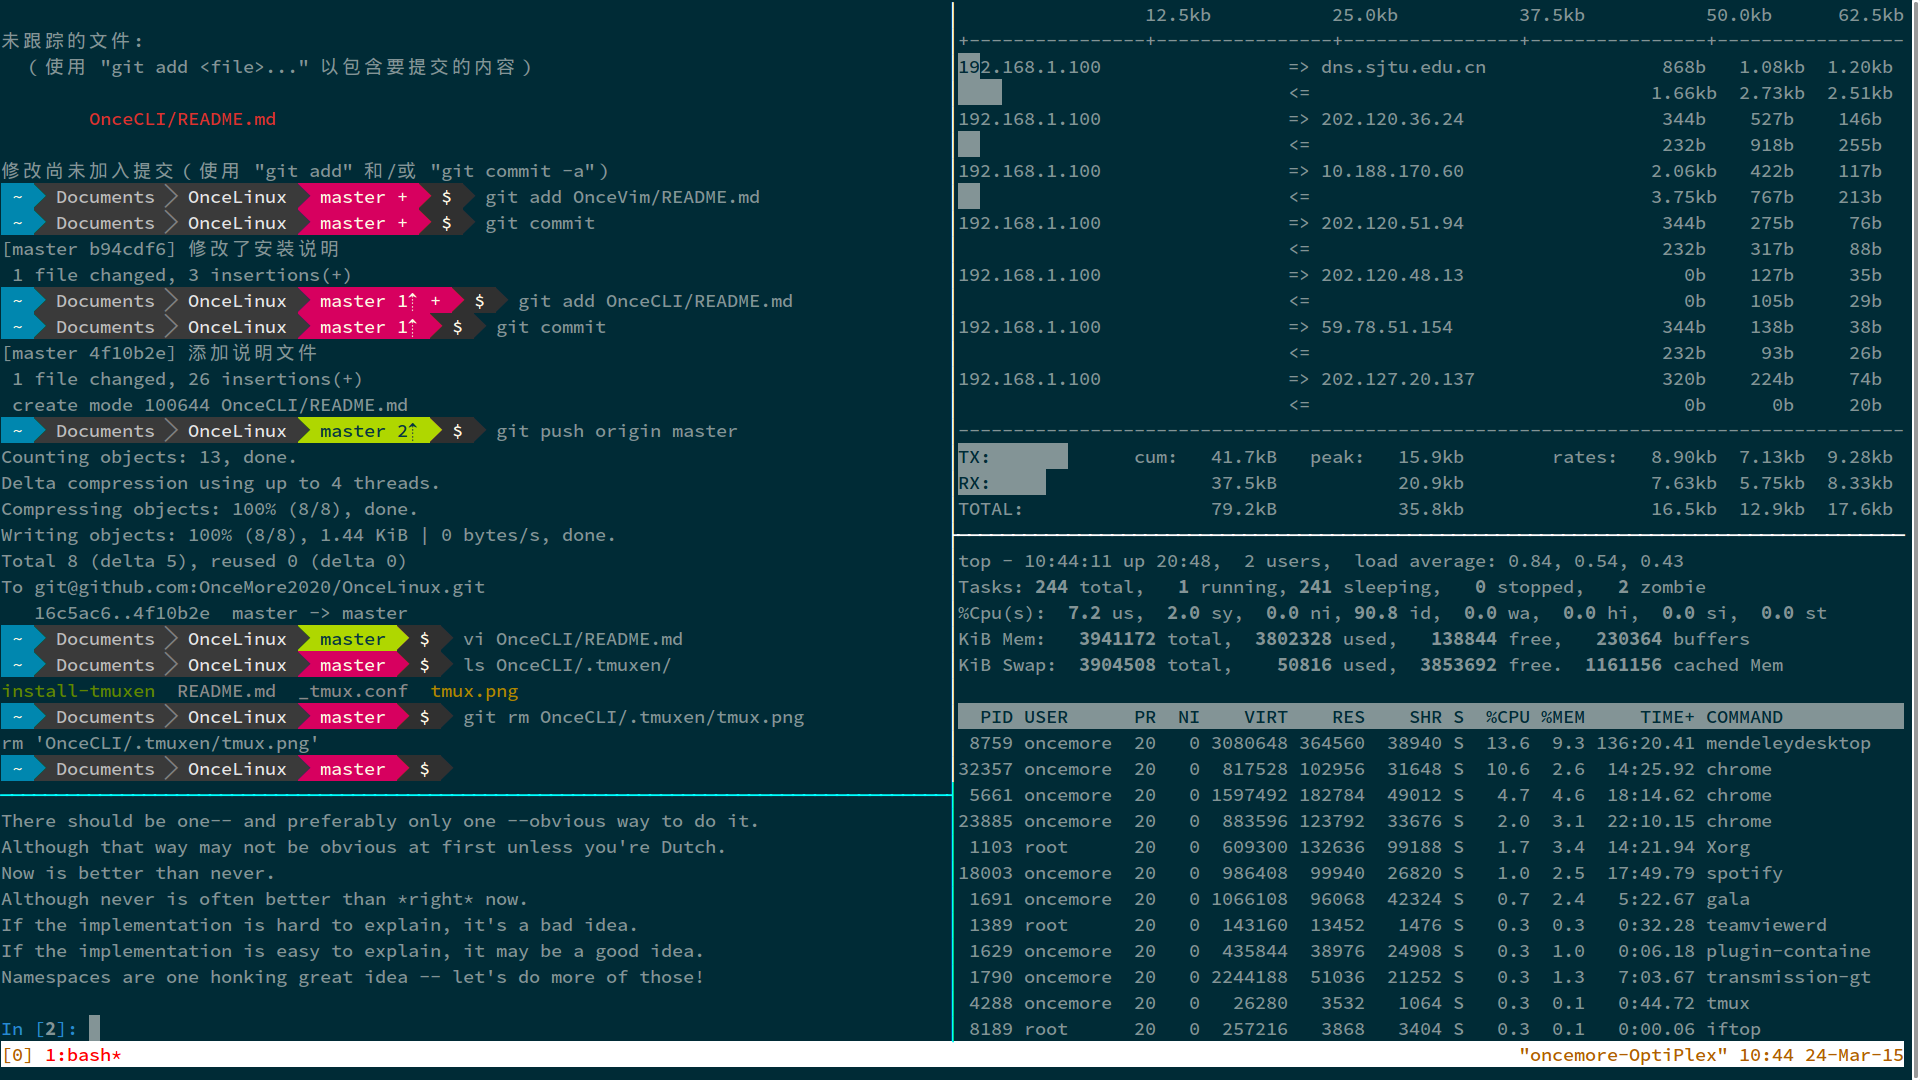 未跟踪的文件:
（使用 "git add <file>..." 以包含要提交的内容）
OnceCLI/README.md
修改尚未加入提交（使用 "git add" 和/或 "git commit -a"）
~ Documents OnceLinux master + $ git add OnceVim/README.md
~ Documents OnceLinux master + $ git commit
[master b94cdf6] 修改了安装说明
1 file changed, 3 insertions(+)
~ Documents OnceLinux master 1⇡ + $ git add OnceCLI/README.md
~ Documents OnceLinux master 1⇡ $ git commit
[master 4f10b2e] 添加说明文件
1 file changed, 26 insertions(+)
create mode 100644 OnceCLI/README.md
~ Documents OnceLinux master 2⇡ $ git push origin master
Counting objects: 13, done.
Delta compression using up to 4 threads.
Compressing objects: 100% (8/8), done.
Writing objects: 100% (8/8), 1.44 KiB | 0 bytes/s, done.
Total 8 (delta 5), reused 0 (delta 0)
To git@github.com:OnceMore2020/OnceLinux.git
16c5ac6..4f10b2e  master -> master
~ Documents OnceLinux master $ vi OnceCLI/README.md
~ Documents OnceLinux master $ ls OnceCLI/.tmuxen/
install-tmuxen  README.md  _tmux.conf  tmux.png
~ Documents OnceLinux master $ git rm OnceCLI/.tmuxen/tmux.png
rm 'OnceCLI/.tmuxen/tmux.png'
~ Documents OnceLinux master $
There should be one-- and preferably only one --obvious way to do it.
Although that way may not be obvious at first unless you're Dutch.
Now is better than never.
Although never is often better than *right* now.
If the implementation is hard to explain, it's a bad idea.
If the implementation is easy to explain, it may be a good idea.
Namespaces are one honking great idea -- let's do more of those!
In [2]:
12.5kb 25.0kb 37.5kb 50.0kb 62.5kb
192.168.1.100 => dns.sjtu.edu.cn 868b 1.08kb 1.20kb
<= 1.66kb 2.73kb 2.51kb
192.168.1.100 => 202.120.36.24 344b 527b 146b
<= 232b 918b 255b
192.168.1.100 => 10.188.170.60 2.06kb 422b 117b
<= 3.75kb 767b 213b
192.168.1.100 => 202.120.51.94 344b 275b 76b
<= 232b 317b 88b
192.168.1.100 => 202.120.48.13 0b 127b 35b
<= 0b 105b 29b
192.168.1.100 => 59.78.51.154 344b 138b 38b
<= 232b 93b 26b
192.168.1.100 => 202.127.20.137 320b 224b 74b
<= 0b 0b 20b
TX: cum: 41.7kB peak: 15.9kb rates: 8.90kb 7.13kb 9.28kb
RX: 37.5kB 20.9kb 7.63kb 5.75kb 8.33kb
TOTAL: 79.2kB 35.8kb 16.5kb 12.9kb 17.6kb
top - 10:44:11 up 20:48,  2 users,  load average: 0.84, 0.54, 0.43
Tasks: 244 total,   1 running, 241 sleeping,   0 stopped,   2 zombie
%Cpu(s):  7.2 us,  2.0 sy,  0.0 ni, 90.8 id,  0.0 wa,  0.0 hi,  0.0 si,  0.0 st
KiB Mem:   3941172 total,  3802328 used,   138844 free,   230364 buffers
KiB Swap:  3904508 total,    50816 used,  3853692 free.  1161156 cached Mem
PID USER PR NI VIRT RES SHR S %CPU %MEM TIME+ COMMAND
8759 oncemore 20 0 3080648 364560 38940 S 13.6 9.3 136:20.41 mendeleydesktop
32357 oncemore 20 0 817528 102956 31648 S 10.6 2.6 14:25.92 chrome
5661 oncemore 20 0 1597492 182784 49012 S 4.7 4.6 18:14.62 chrome
23885 oncemore 20 0 883596 123792 33676 S 2.0 3.1 22:10.15 chrome
1103 root 20 0 609300 132636 99188 S 1.7 3.4 14:21.94 Xorg
18003 oncemore 20 0 986408 99940 26820 S 1.0 2.5 17:49.79 spotify
1691 oncemore 20 0 1066108 96068 42324 S 0.7 2.4 5:22.67 gala
1389 root 20 0 143160 13452 1476 S 0.3 0.3 0:32.28 teamviewerd
1629 oncemore 20 0 435844 38976 24908 S 0.3 1.0 0:06.18 plugin-containe
1790 oncemore 20 0 2244188 51036 21252 S 0.3 1.3 7:03.67 transmission-gt
4288 oncemore 20 0 26280 3532 1064 S 0.3 0.1 0:44.72 tmux
8189 root 20 0 257216 3868 3404 S 0.3 0.1 0:00.06 iftop
[0] 1:bash* "oncemore-OptiPlex" 10:44 24-Mar-15